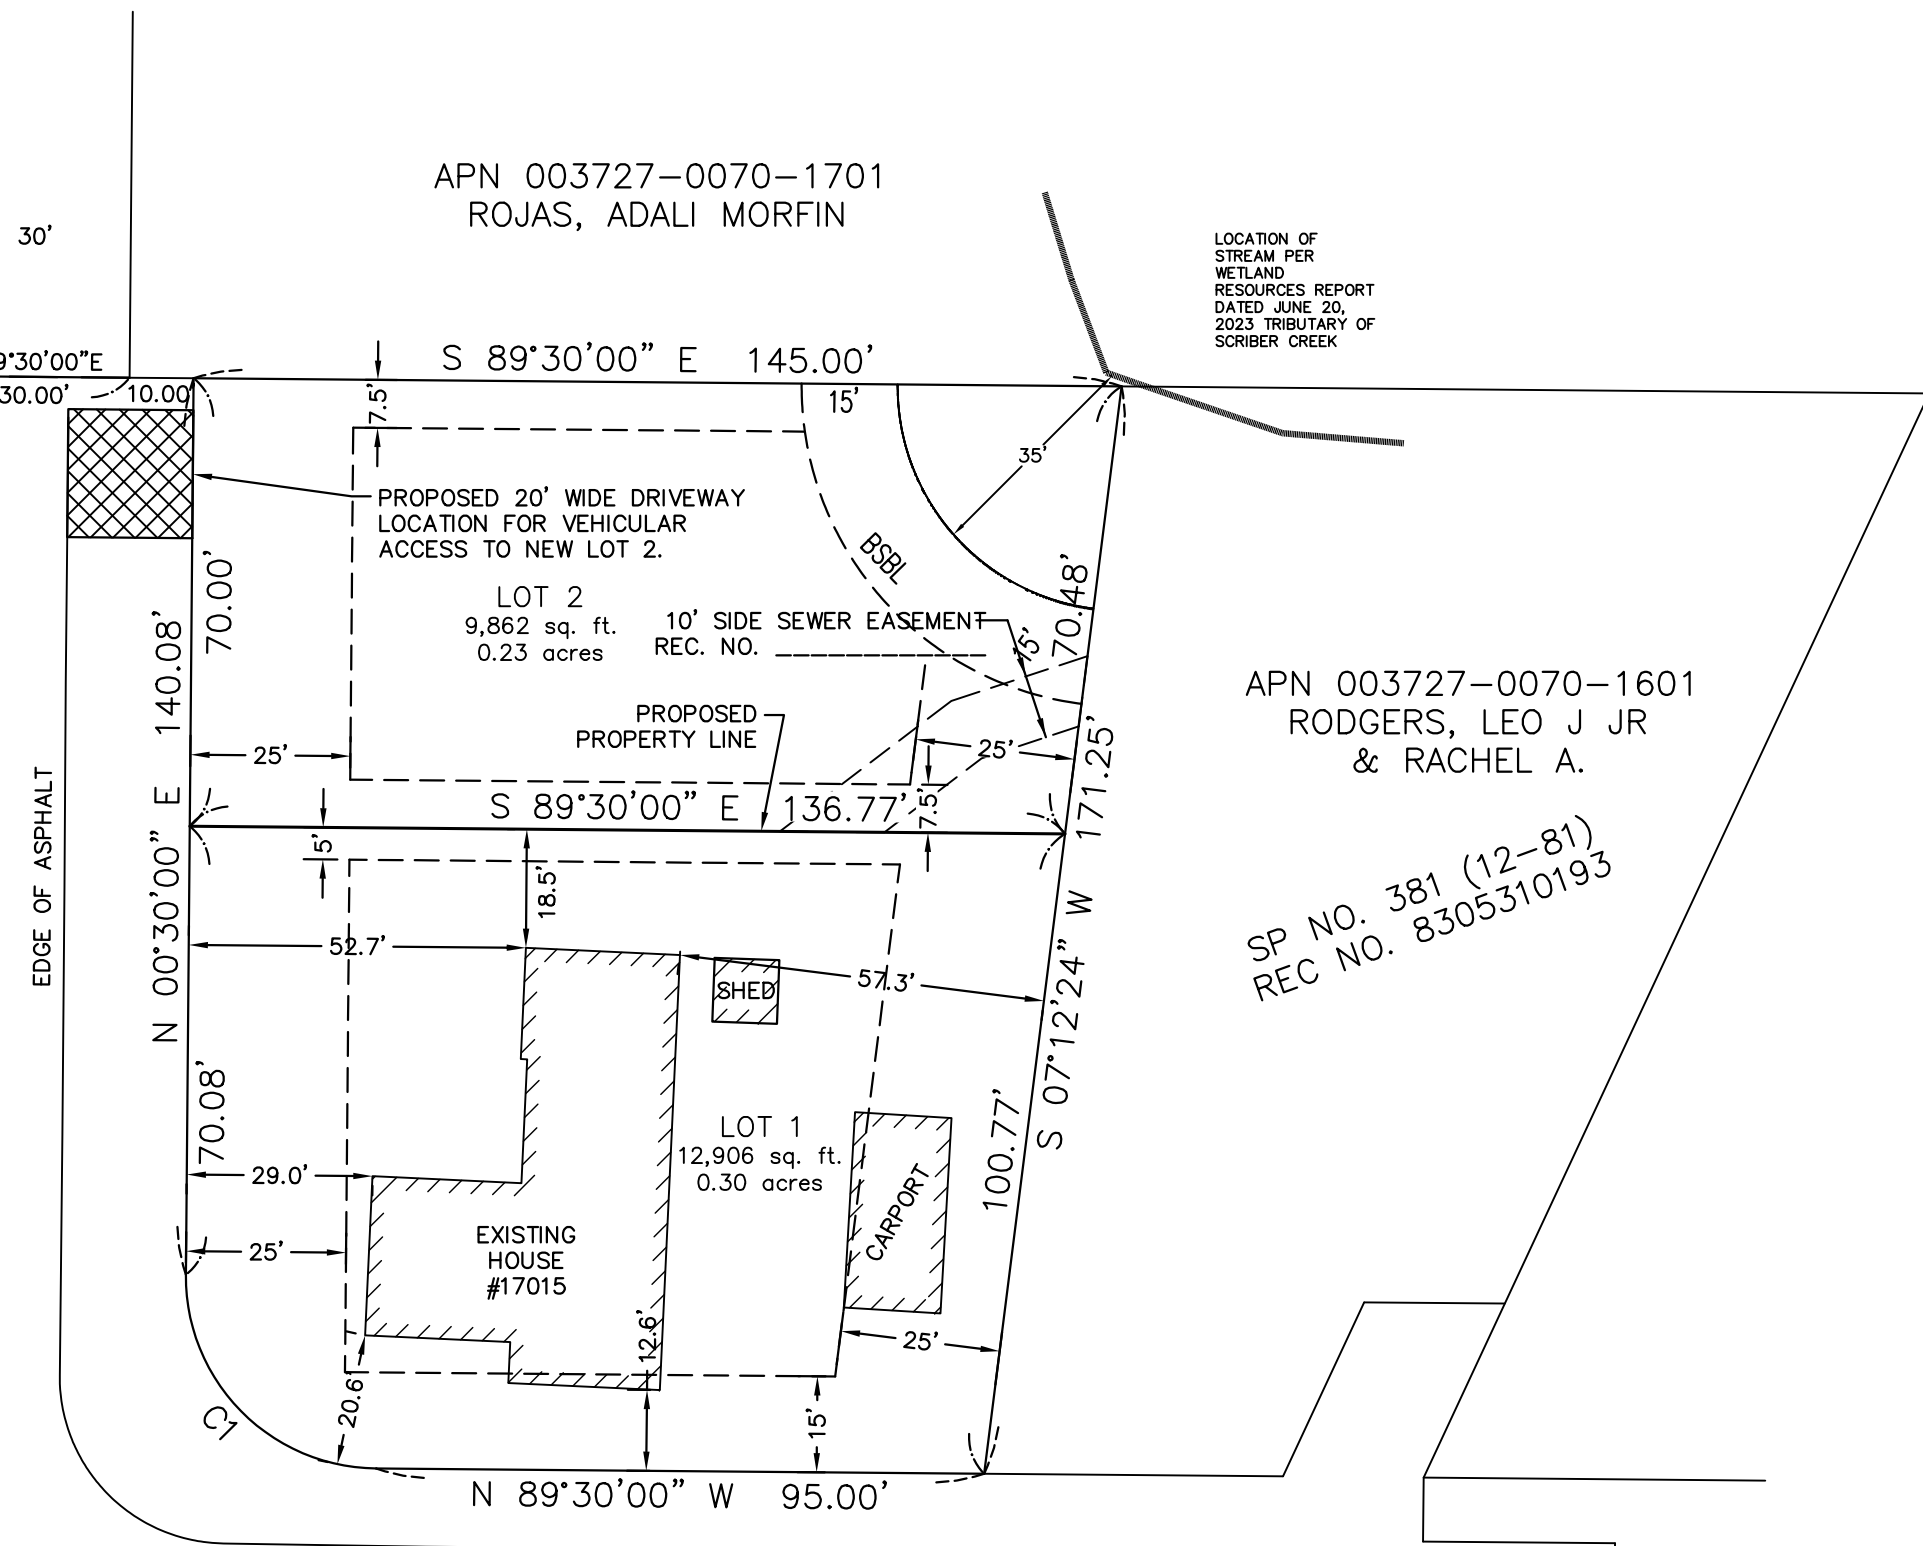 APN 003727-0070-1701
ROJAS, ADALI MORFIN
30'
LOCATION OF
STREAM PER
WETLAND
RESOURCES REPORT
DATED JUNE 20,
2023 TRIBUTARY OF
SCRIBER CREEK
9°30'00"E
30.00'
10.00
S 89°30'00" E 145.00'
7.5'
15'
35'
PROPOSED 20' WIDE DRIVEWAY
LOCATION FOR VEHICULAR
ACCESS TO NEW LOT 2.
BSBL
70.00'
LOT 2
9,862 sq. ft.
0.23 acres
10' SIDE SEWER EASEMENT
REC. NO.
15'
70.48'
N 00°30'00" E 140.08'
PROPOSED
PROPERTY LINE
25'
25'
APN 003727-0070-1601
RODGERS, LEO J JR
& RACHEL A.
S 89°30'00" E 136.77'
7.5'
5'
S 07°12'24" W 171.25'
EDGE OF ASPHALT
18.5'
52.7'
57.3'
SHED
SP NO. 381 (12-81)
REC NO. 8305310193
70.08'
LOT 1
12,906 sq. ft.
0.30 acres
100.77'
29.0'
CARPORT
25'
EXISTING
HOUSE
#17015
12.6'
25'
20.6'
15'
C1
N 89°30'00" W 95.00'